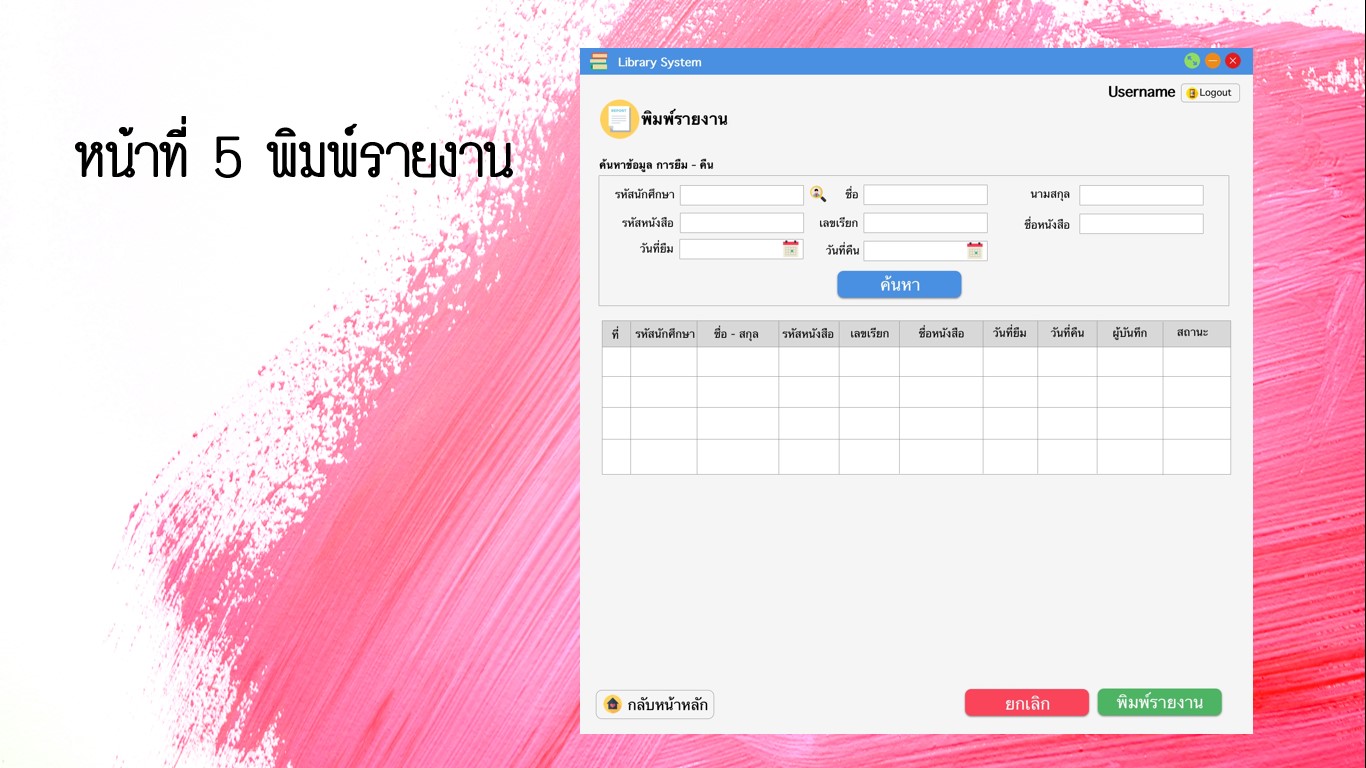 หน้าที่ 5 พิมพ์รายงาน
Library System
Username Logout
พิมพ์รายงาน
ค้นหาข้อมูล การยืม - คืน
รหัสนักศึกษา ชื่อ นามสกุล
รหัสหนังสือ เลขเรียก ชื่อหนังสือ
วันที่ยืม วันที่คืน
ค้นหา
ที่ รหัสนักศึกษา ชื่อ - สกุล รหัสหนังสือ เลขเรียก ชื่อหนังสือ วันที่ยืม วันที่คืน ผู้บันทึก สถานะ
กลับหน้าหลัก ยกเลิก พิมพ์รายงาน